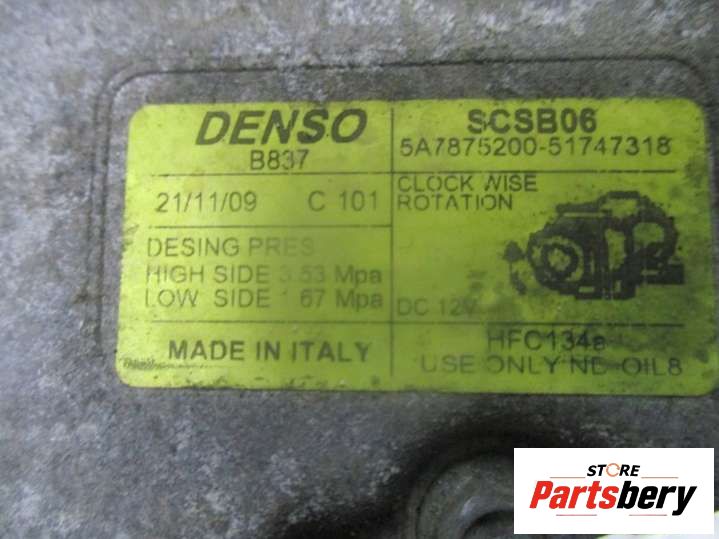 DENSO
B837
SCSB06
5A7875200-51747318
21/11/09 C 101
CLOCK WISE
ROTATION
DESING PRES
HIGH SIDE 3.53 Mpa
LOW SIDE 1.67 Mpa
DC 12V
MADE IN ITALY
HFC134a
USE ONLY ND-OIL8
STORE
Partsbery